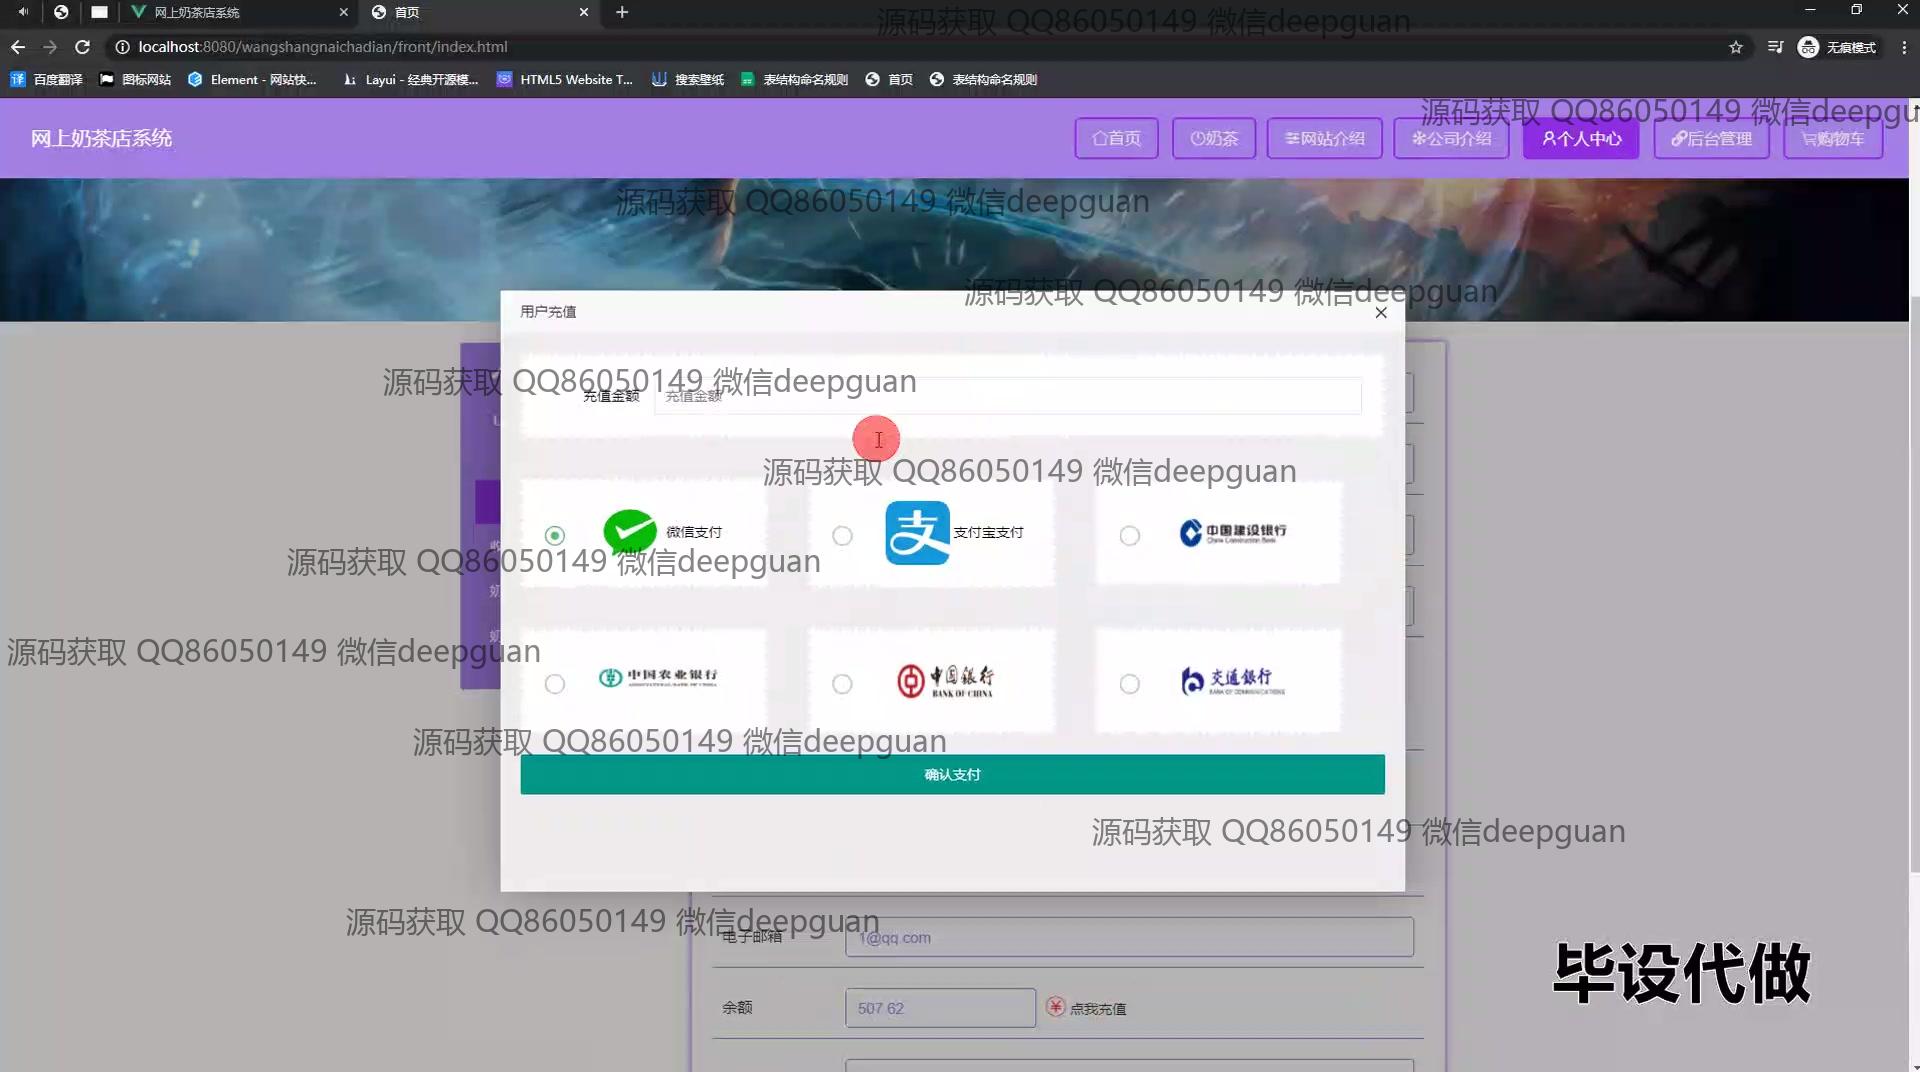 网上奶茶店系统
首页
localhost:8080/wangshangnaichadian/front/index.html
无痕模式
百度翻译
图标网站
Element - 网站快...
Layui - 经典开源模...
HTML5 Website T...
搜索壁纸
表结构命名规则
首页
表结构命名规则
源码获取 QQ86050149 微信deepguan
源码获取 QQ86050149 微信deepgu
网上奶茶店系统
首页
奶茶
网站介绍
公司介绍
个人中心
后台管理
购物车
源码获取 QQ86050149 微信deepguan
源码获取 QQ86050149 微信deepguan
用户充值
源码获取 QQ86050149 微信deepguan
充值金额
充值金额
源码获取 QQ86050149 微信deepguan
微信支付
支付宝支付
中国建设银行
China Construction Bank
源码获取 QQ86050149 微信deepguan
源码获取 QQ86050149 微信deepguan
中国农业银行
AGRICULTURAL BANK OF CHINA
中国银行
BANK OF CHINA
交通银行
BANK OF COMMUNICATIONS
源码获取 QQ86050149 微信deepguan
确认支付
源码获取 QQ86050149 微信deepguan
源码获取 QQ86050149 微信deepguan
电子邮箱
1@qq.com
毕设代做
余额
507.62
点我充值